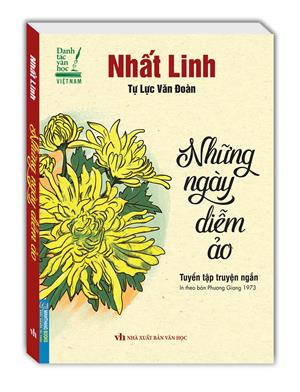 Danh
tác văn học
VIỆT NAM
Nhất Linh
Tự Lực Văn Đoàn
Những
ngày
diễm
ảo
Tuyển tập truyện ngắn
In theo bản Phượng Giang 1973
vh NHÀ XUẤT BẢN VĂN HỌC
Nhất Linh
Những ngày diễm ảo